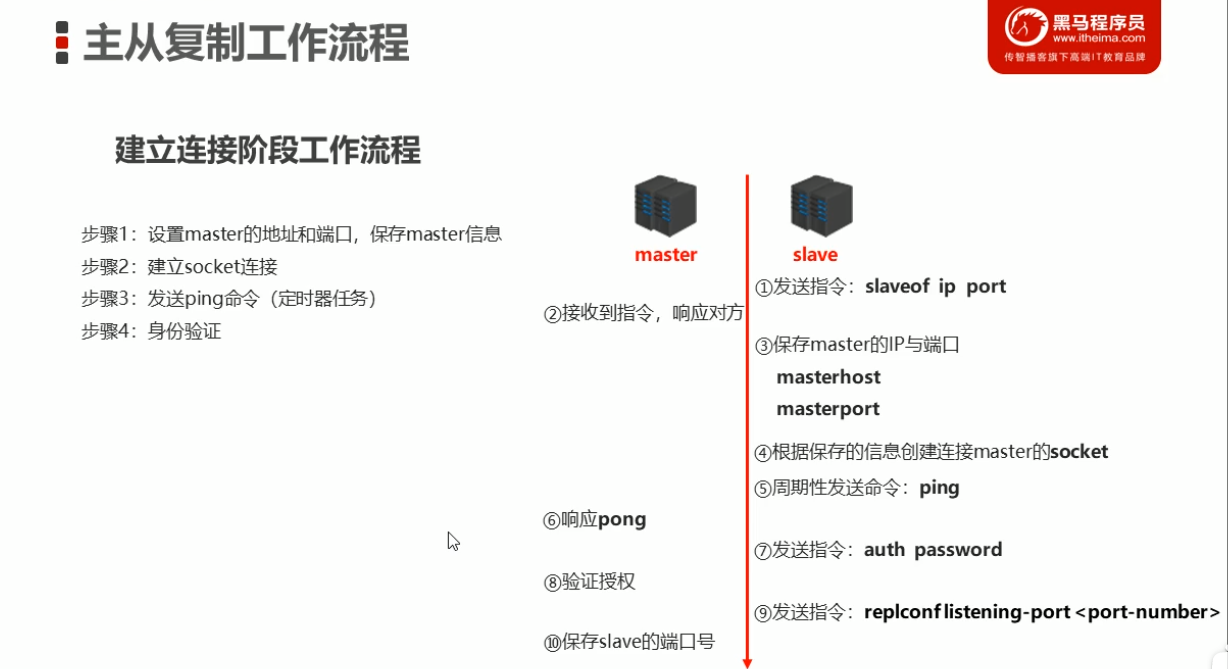 主从复制工作流程
黑马程序员
www.itheima.com
传智播客旗下高端IT教育品牌
建立连接阶段工作流程
步骤1：设置master的地址和端口，保存master信息
步骤2：建立socket连接
步骤3：发送ping命令（定时器任务）
步骤4：身份验证
master
slave
①发送指令：slaveof ip port
②接收到指令，响应对方
③保存master的IP与端口
masterhost
masterport
④根据保存的信息创建连接master的socket
⑤周期性发送命令：ping
⑥响应pong
⑦发送指令：auth password
⑧验证授权
⑨发送指令：replconf listening-port <port-number>
⑩保存slave的端口号